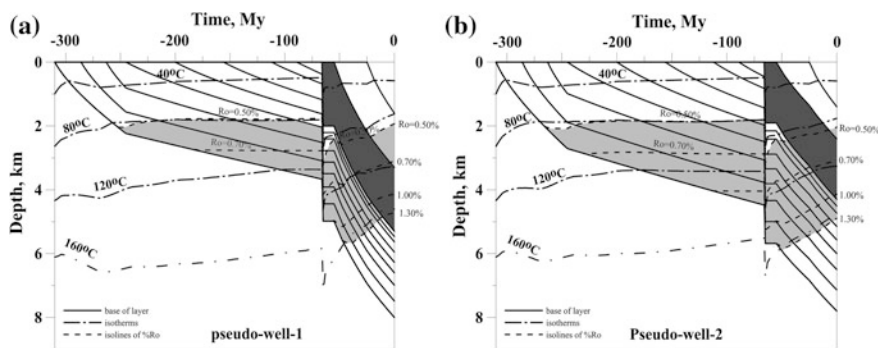 (a)
Time, My
-300
-200
-100
0
Depth, km
0
2
4
6
8
40°C
80°C
120°C
160°C
Ro=0.50%
Ro=0.70%
Ro=0.50%
0.70%
1.00%
1.30%
base of layer
isotherms
isolines of %Ro
pseudo-well-1
(b)
Time, My
-300
-200
-100
0
Depth, km
0
2
4
6
8
40°C
80°C
120°C
160°C
Ro=0.50%
Ro=0.70%
Ro=0.50%
0.70%
1.00%
1.30%
base of layer
isotherms
isolines of %Ro
Pseudo-well-2